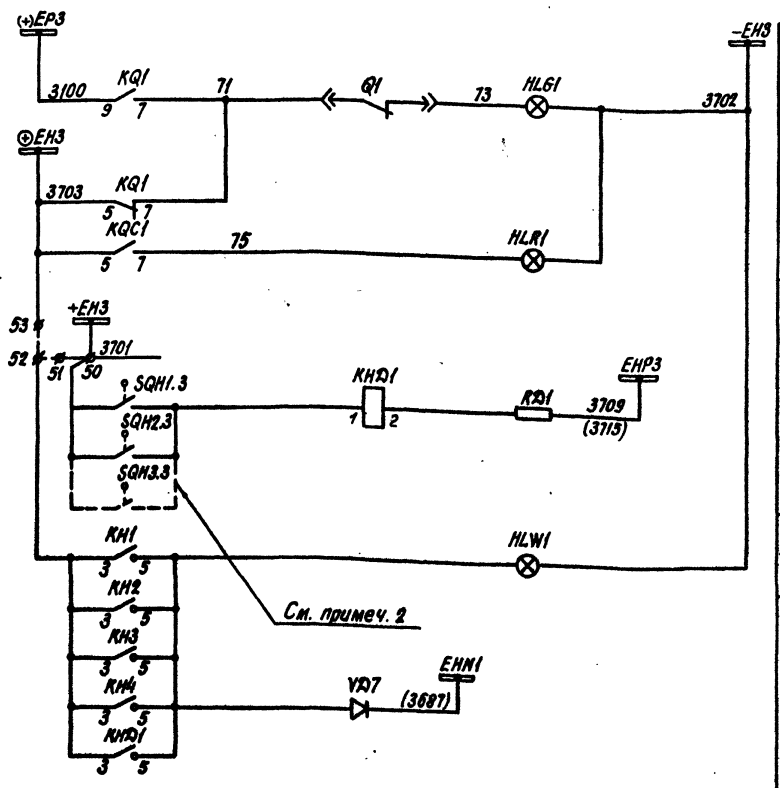 (+)EP3
-EH3
3100
KQ1
9
7
71
Q1
73
HLG1
3702
⊕EH3
3703
KQ1
5
7
KQC1
5
7
75
HLR1
+EH3
53
52
51
50
3701
SQH1.3
KHD1
1
2
RD1
EHP3
3709
(3715)
SQH2.3
SQH3.3
KH1
3
5
HLW1
KH2
3
5
См. примеч. 2
KH3
3
5
KH4
3
5
VD7
(3687)
EHN1
KHD1
3
5